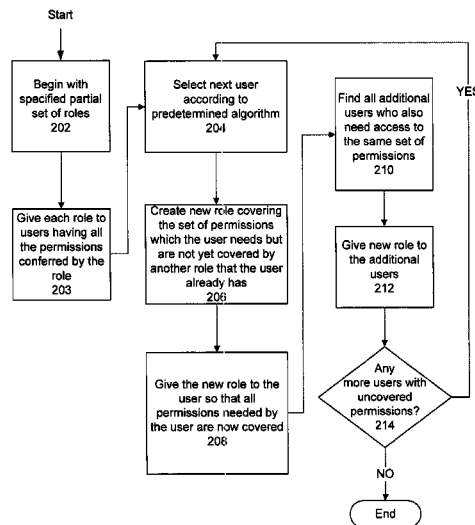 Start
Begin with
specified partial
set of roles
202
Give each role to
users having all
the permissions
conferred by the
role
203
Select next user
according to
predetermined algorithm
204
Create new role covering
the set of permissions
which the user needs but
are not yet covered by
another role that the user
already has
206
Give the new role to the
user so that all
permissions needed by
the user are now covered
208
Find all additional
users who also
need access to
the same set of
permissions
210
Give new role to
the additional
users
212
Any
more users with
uncovered
permissions?
214
YES
NO
End